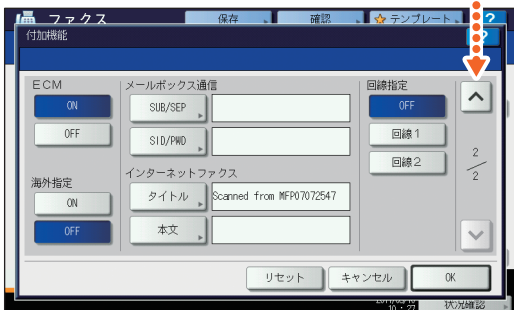 ファクス
保存
確認
テンプレート
?
付加機能
?
ECM
ON
OFF
海外指定
ON
OFF
メールボックス通信
SUB/SEP
SID/PWD
インターネットファクス
タイトル
Scanned from MFP07072547
本文
回線指定
OFF
回線1
回線2
2
2
リセット
キャンセル
OK
10:27
状況確認